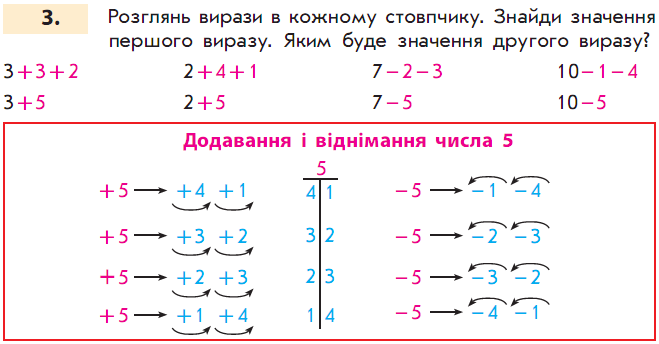 3. Розглянь вирази в кожному стовпчику. Знайди значення
першого виразу. Яким буде значення другого виразу?
3+3+2 2+4+1 7−2−3 10−1−4
3+5 2+5 7−5 10−5
Додавання і віднімання числа 5
5
+5 → +4 +1 4 1 −5 → −1 −4
+5 → +3 +2 3 2 −5 → −2 −3
+5 → +2 +3 2 3 −5 → −3 −2
+5 → +1 +4 1 4 −5 → −4 −1